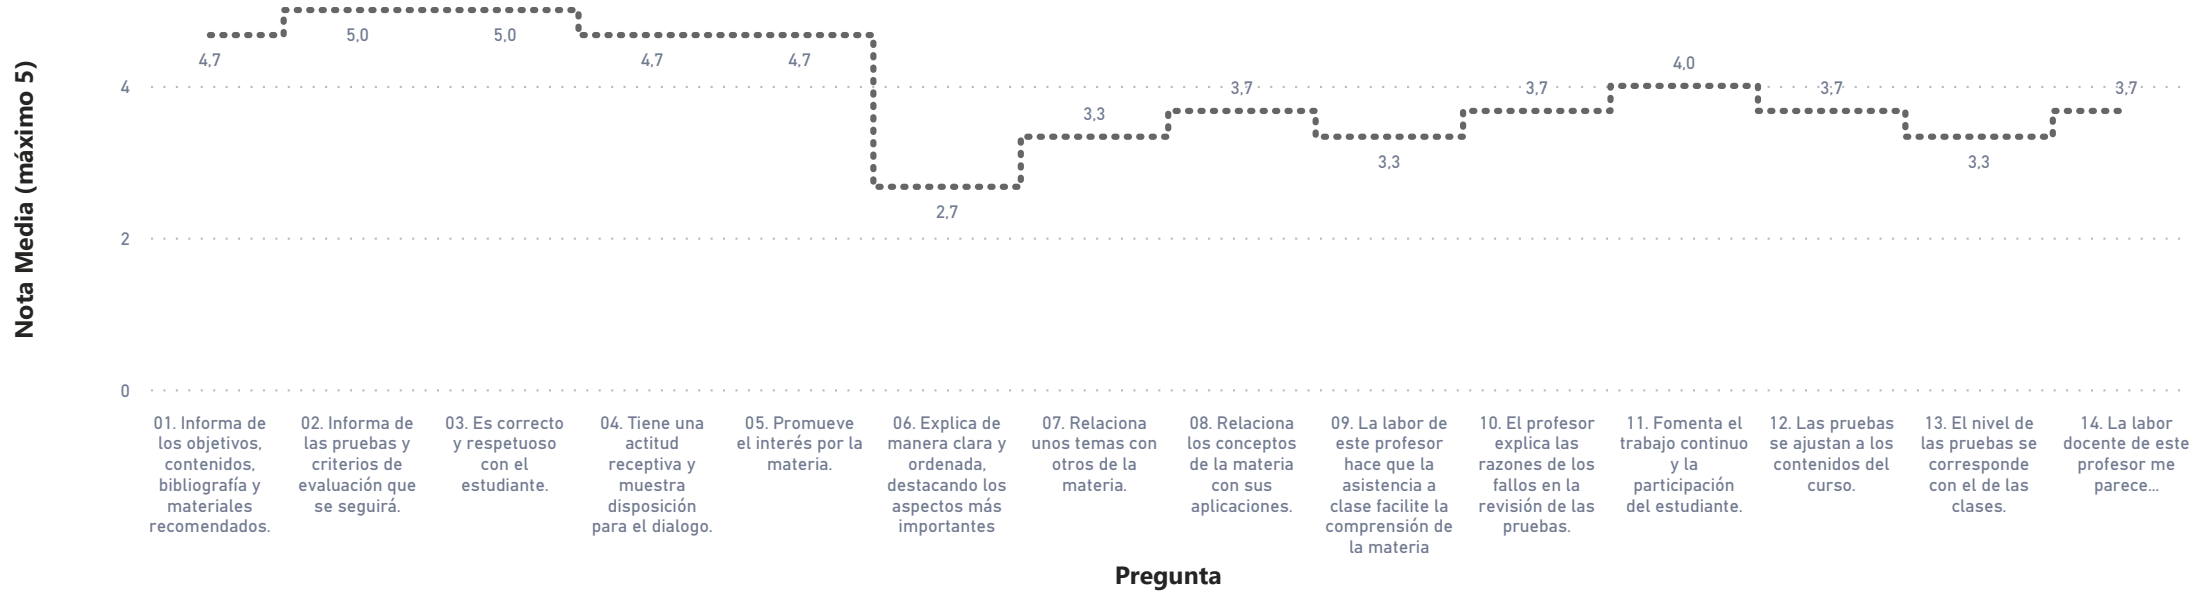 Nota Media (máximo 5)
4
2
0
4,7
5,0
5,0
4,7
4,7
2,7
3,3
3,7
3,3
3,7
4,0
3,7
3,3
3,7
01. Informa de
los objetivos,
contenidos,
bibliografía y
materiales
recomendados.
02. Informa de
las pruebas y
criterios de
evaluación que
se seguirá.
03. Es correcto
y respetuoso
con el
estudiante.
04. Tiene una
actitud
receptiva y
muestra
disposición
para el dialogo.
05. Promueve
el interés por la
materia.
06. Explica de
manera clara y
ordenada,
destacando los
aspectos más
importantes
07. Relaciona
unos temas con
otros de la
materia.
08. Relaciona
los conceptos
de la materia
con sus
aplicaciones.
09. La labor de
este profesor
hace que la
asistencia a
clase facilite la
comprensión de
la materia
10. El profesor
explica las
razones de los
fallos en la
revisión de las
pruebas.
11. Fomenta el
trabajo continuo
y la
participación
del estudiante.
12. Las pruebas
se ajustan a los
contenidos del
curso.
13. El nivel de
las pruebas se
corresponde
con el de las
clases.
14. La labor
docente de este
profesor me
parece...
Pregunta